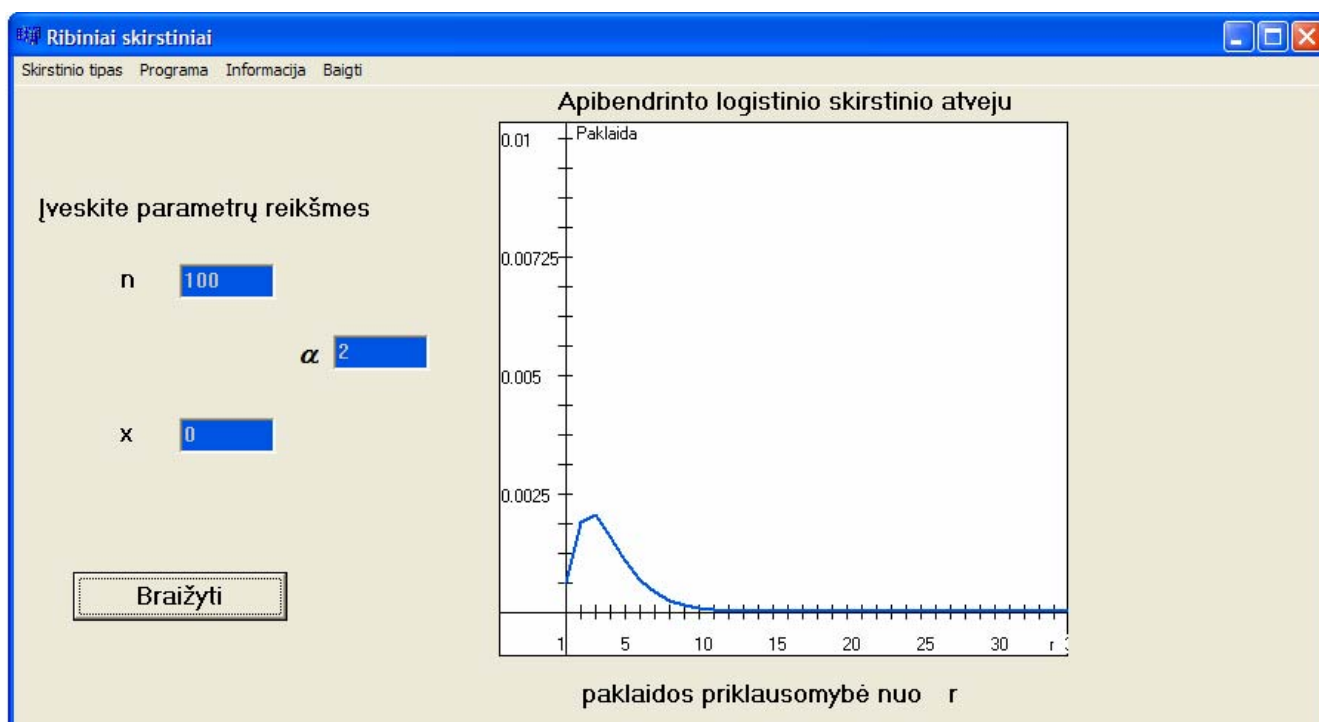 Ribiniai skirstiniai
Skirstinio tipas Programa Informacija Baigti
Apibendrinto logistinio skirstinio atveju
0.01 Paklaida
Įveskite parametrų reikšmes
0.00725
n 100
α 2
0.005
x 0
0.0025
Braižyti
1 5 10 15 20 25 30 r
paklaidos priklausomybė nuo r